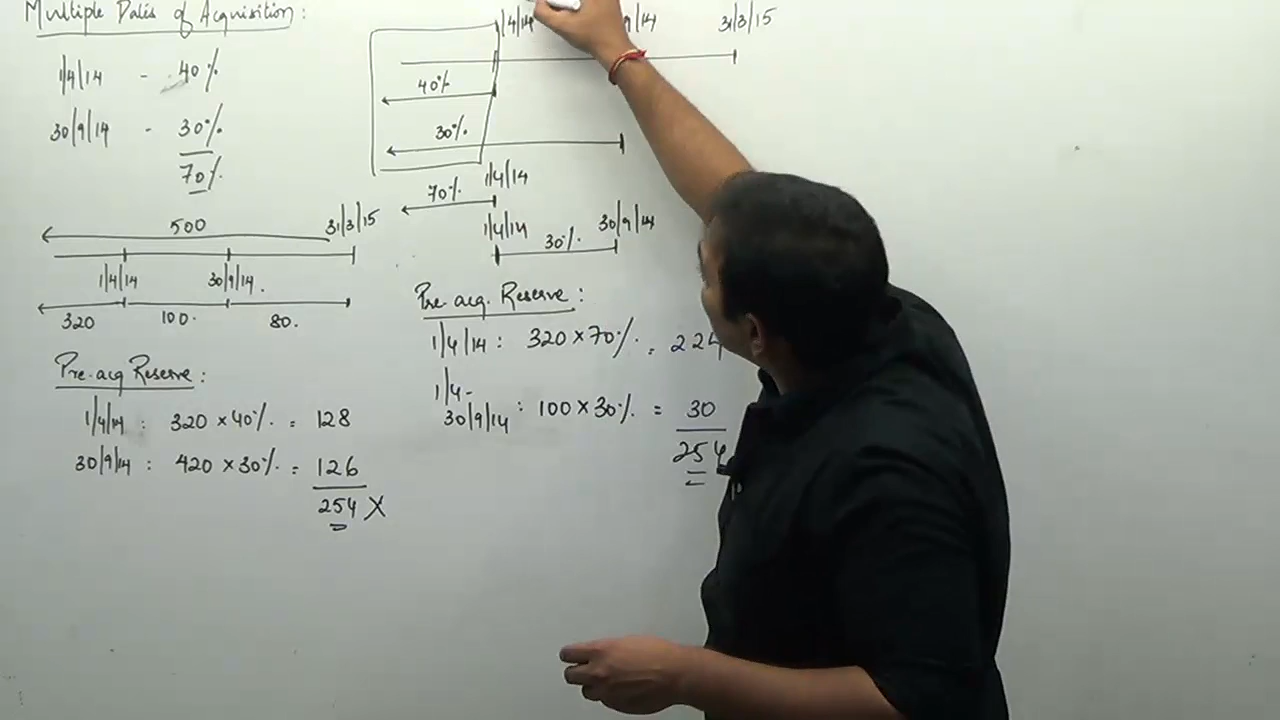 Multiple Dates of Acquisition:
1/4/14 - 40%
30/9/14 - 30%
70%
500 31/3/15
1/4/14 30/9/14.
320 100. 80.
Pre-acq Reserve:
1/4/14 : 320 × 40% = 128
30/9/14 : 420 × 30% = 126
254 X
1/4/14 9/14 31/3/15
40%
30%
70% 1/4/14
1/4/14 30% 30/9/14
Pre-acq. Reserve:
1/4/14 : 320 × 70% = 224
1/4-
30/9/14 : 100 × 30% = 30
254